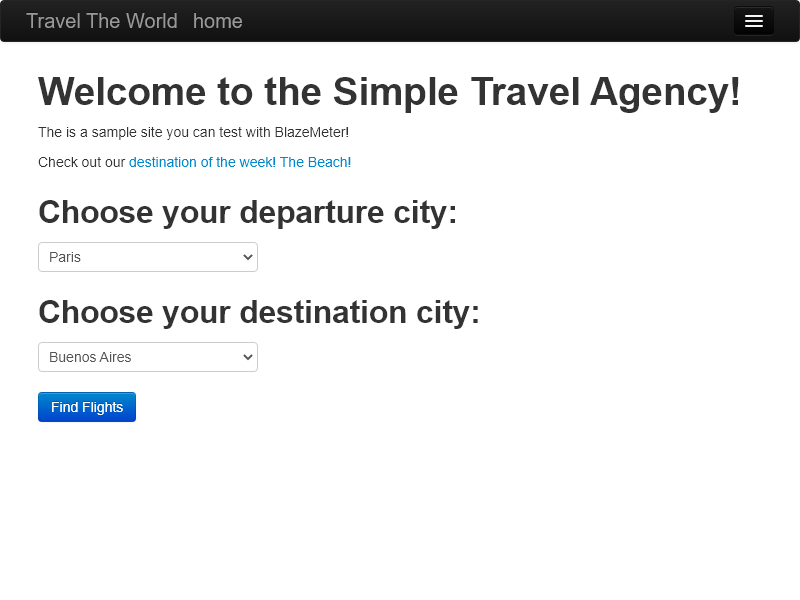 Travel The World home
Welcome to the Simple Travel Agency!
The is a sample site you can test with BlazeMeter!
Check out our destination of the week! The Beach!
Choose your departure city:
Paris
Choose your destination city:
Buenos Aires
Find Flights